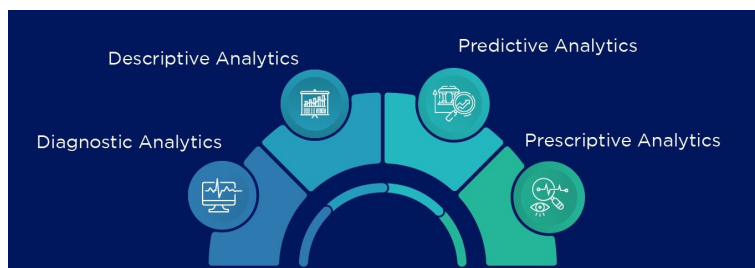 Descriptive Analytics
Predictive Analytics
Diagnostic Analytics
Prescriptive Analytics